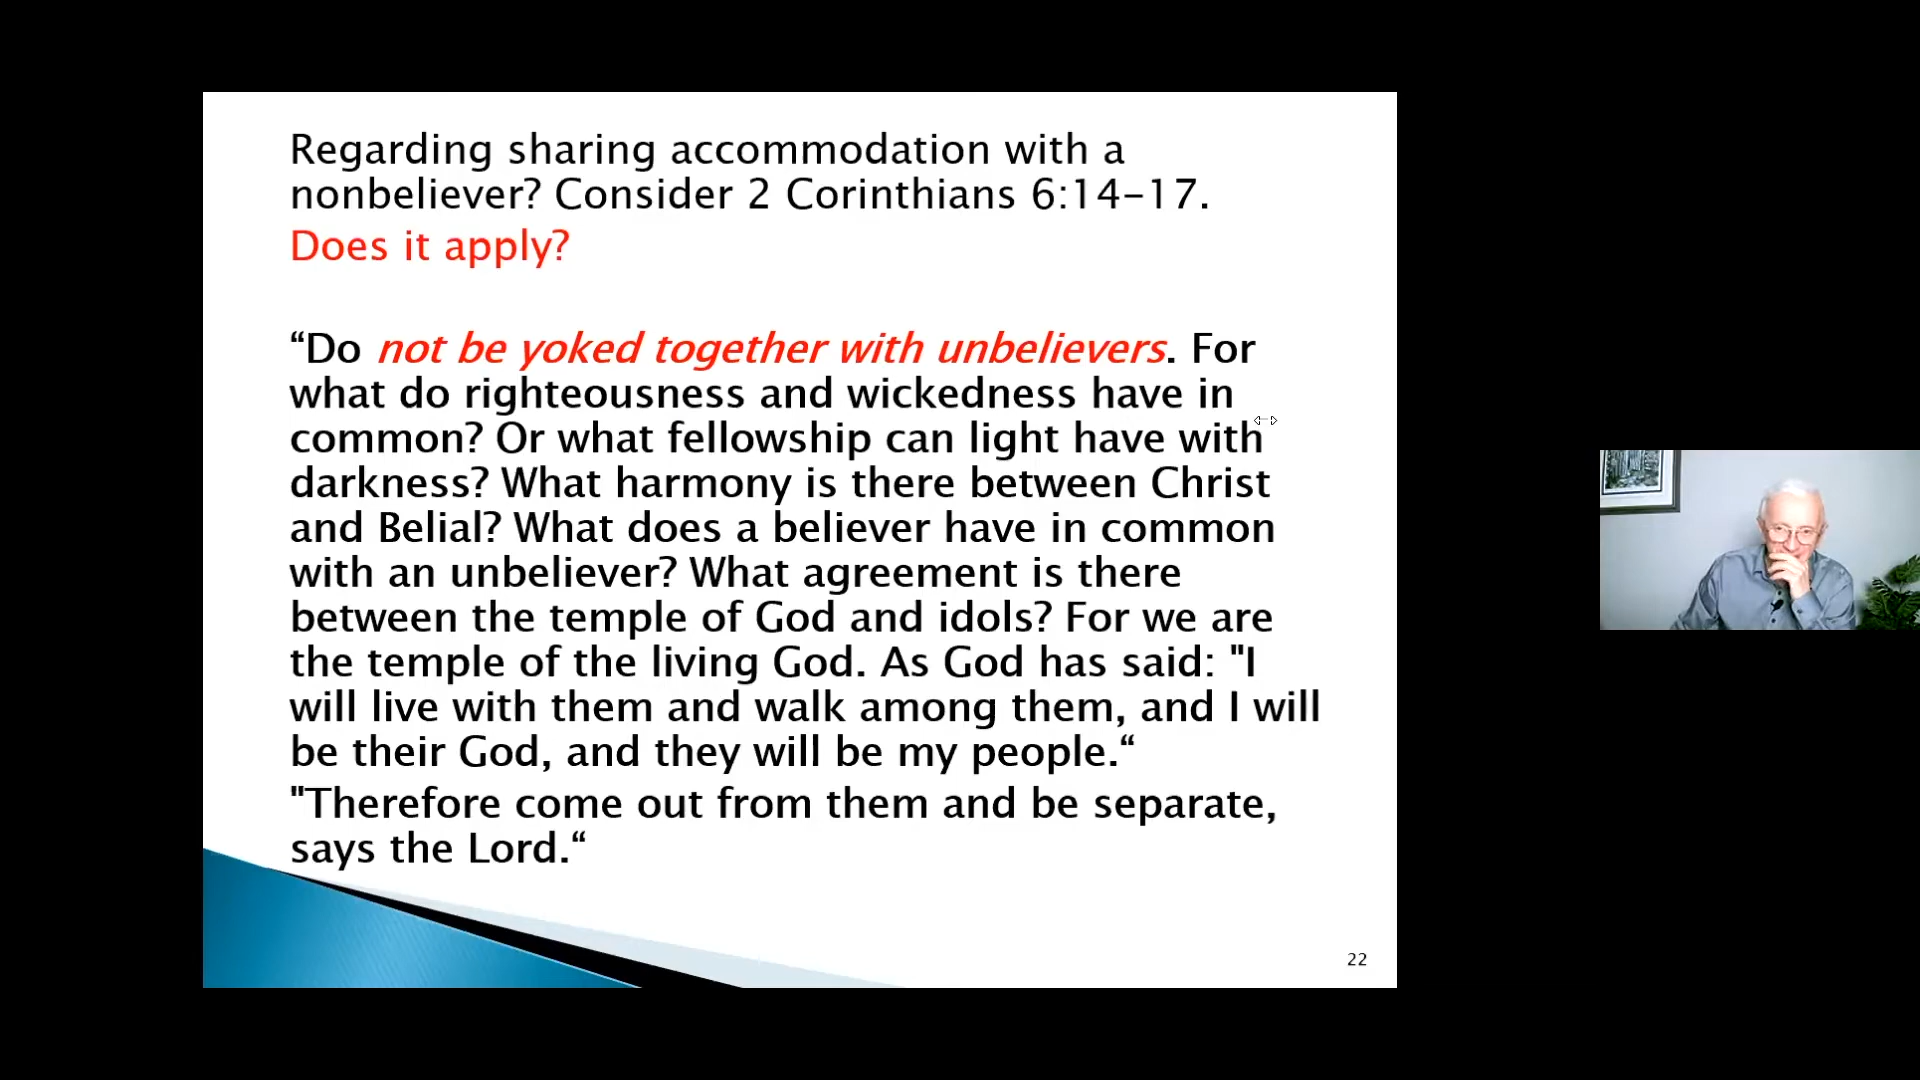 Regarding sharing accommodation with a
nonbeliever? Consider 2 Corinthians 6:14–17.
Does it apply?
“Do not be yoked together with unbelievers. For
what do righteousness and wickedness have in
common? Or what fellowship can light have with
darkness? What harmony is there between Christ
and Belial? What does a believer have in common
with an unbeliever? What agreement is there
between the temple of God and idols? For we are
the temple of the living God. As God has said: "I
will live with them and walk among them, and I will
be their God, and they will be my people.“
"Therefore come out from them and be separate,
says the Lord.“
22